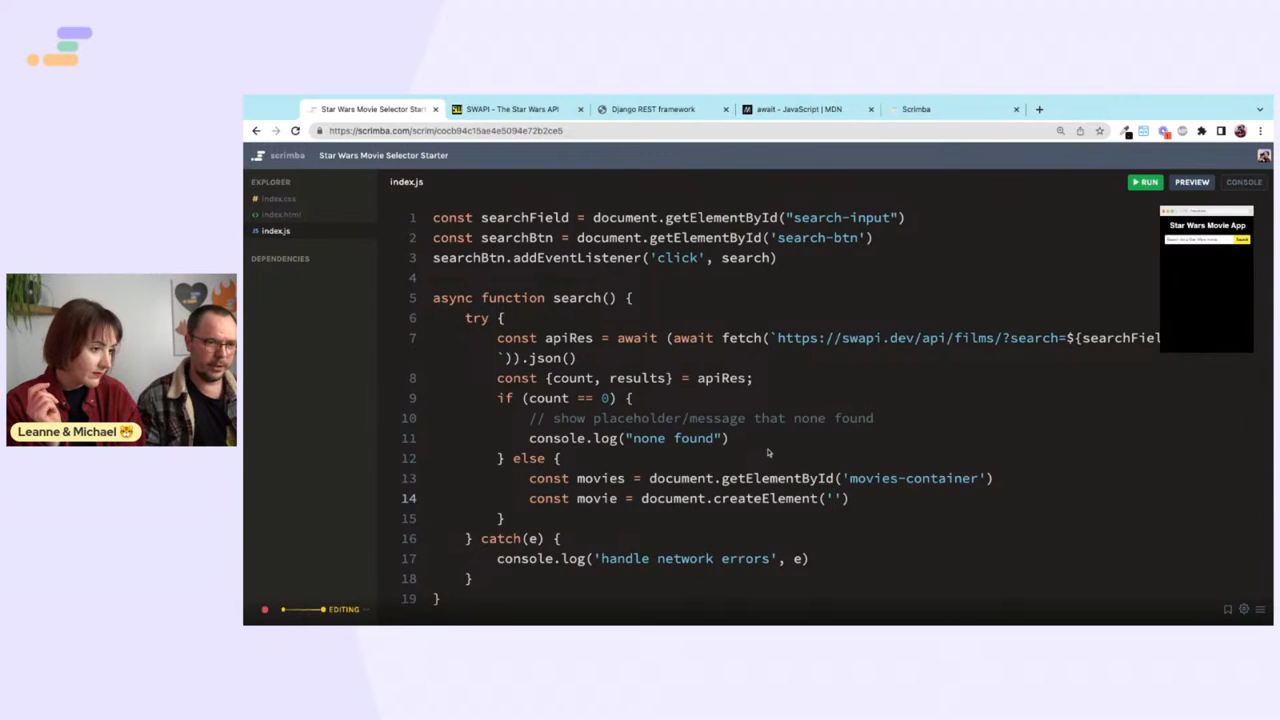 Star Wars Movie Selector Star
SWAPI - The Star Wars API
Django REST framework
await - JavaScript | MDN
Scrimba
https://scrimba.com/scrim/cocb94c15ae4e5094e72b2ce5
scrimba
Star Wars Movie Selector Starter
EXPLORER
index.css
index.html
index.js
DEPENDENCIES
index.js
RUN
PREVIEW
CONSOLE
1 const searchField = document.getElementById("search-input")
2 const searchBtn = document.getElementById('search-btn')
3 searchBtn.addEventListener('click', search)
4
5 async function search() {
6 try {
7 const apiRes = await (await fetch(`https://swapi.dev/api/films/?search=${searchFiel
`)).json()
8 const {count, results} = apiRes;
9 if (count == 0) {
10 // show placeholder/message that none found
11 console.log("none found")
12 } else {
13 const movies = document.getElementById('movies-container')
14 const movie = document.createElement('')
15 }
16 } catch(e) {
17 console.log('handle network errors', e)
18 }
19 }
Star Wars Movie App
Search for a Star Wars movie
Search
Leanne & Michael
EDITING